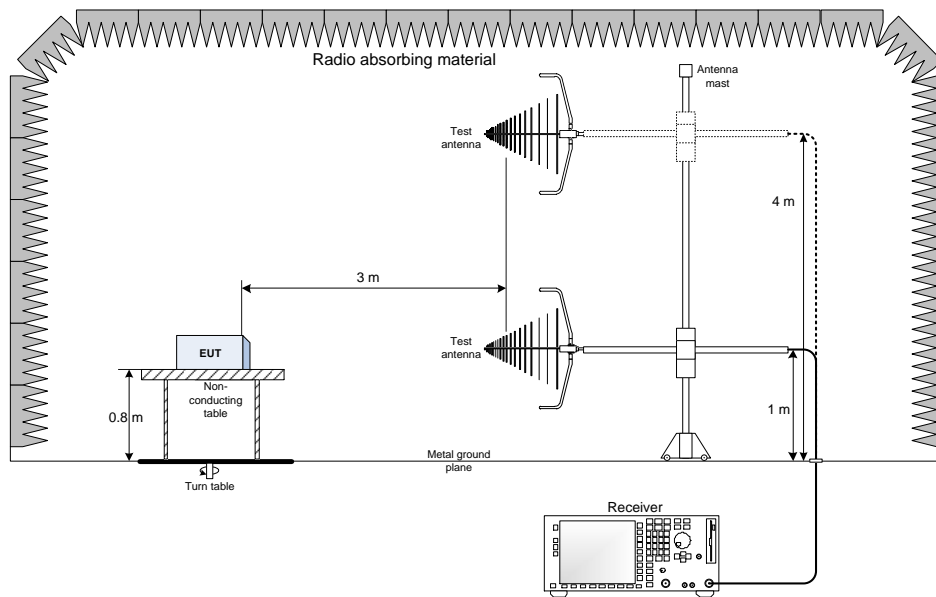 Radio absorbing material
Antenna
mast
Test
antenna
4 m
3 m
Test
antenna
EUT
Non-
conducting
table
0.8 m
1 m
Metal ground
plane
Turn table
Receiver